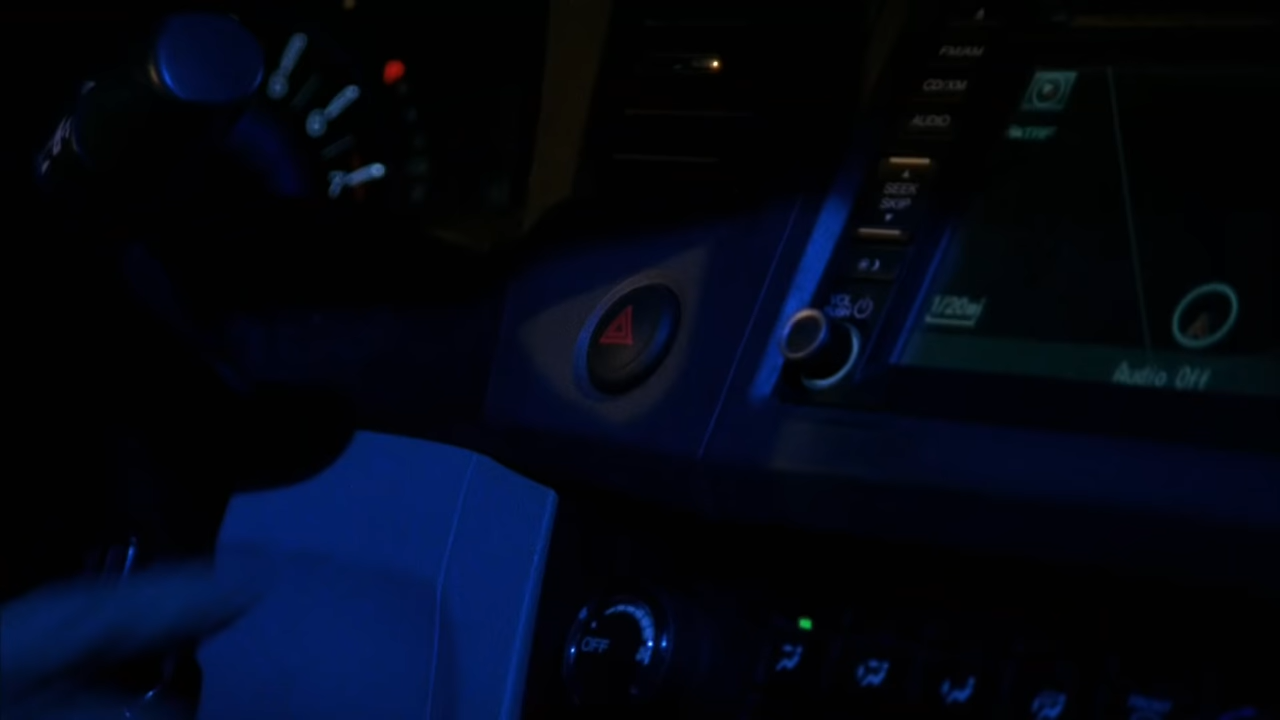 FM/AM
CD/XM
AUDIO
SEEK
SKIP
VOL
PUSH
1/20mi
Audio Off
OFF